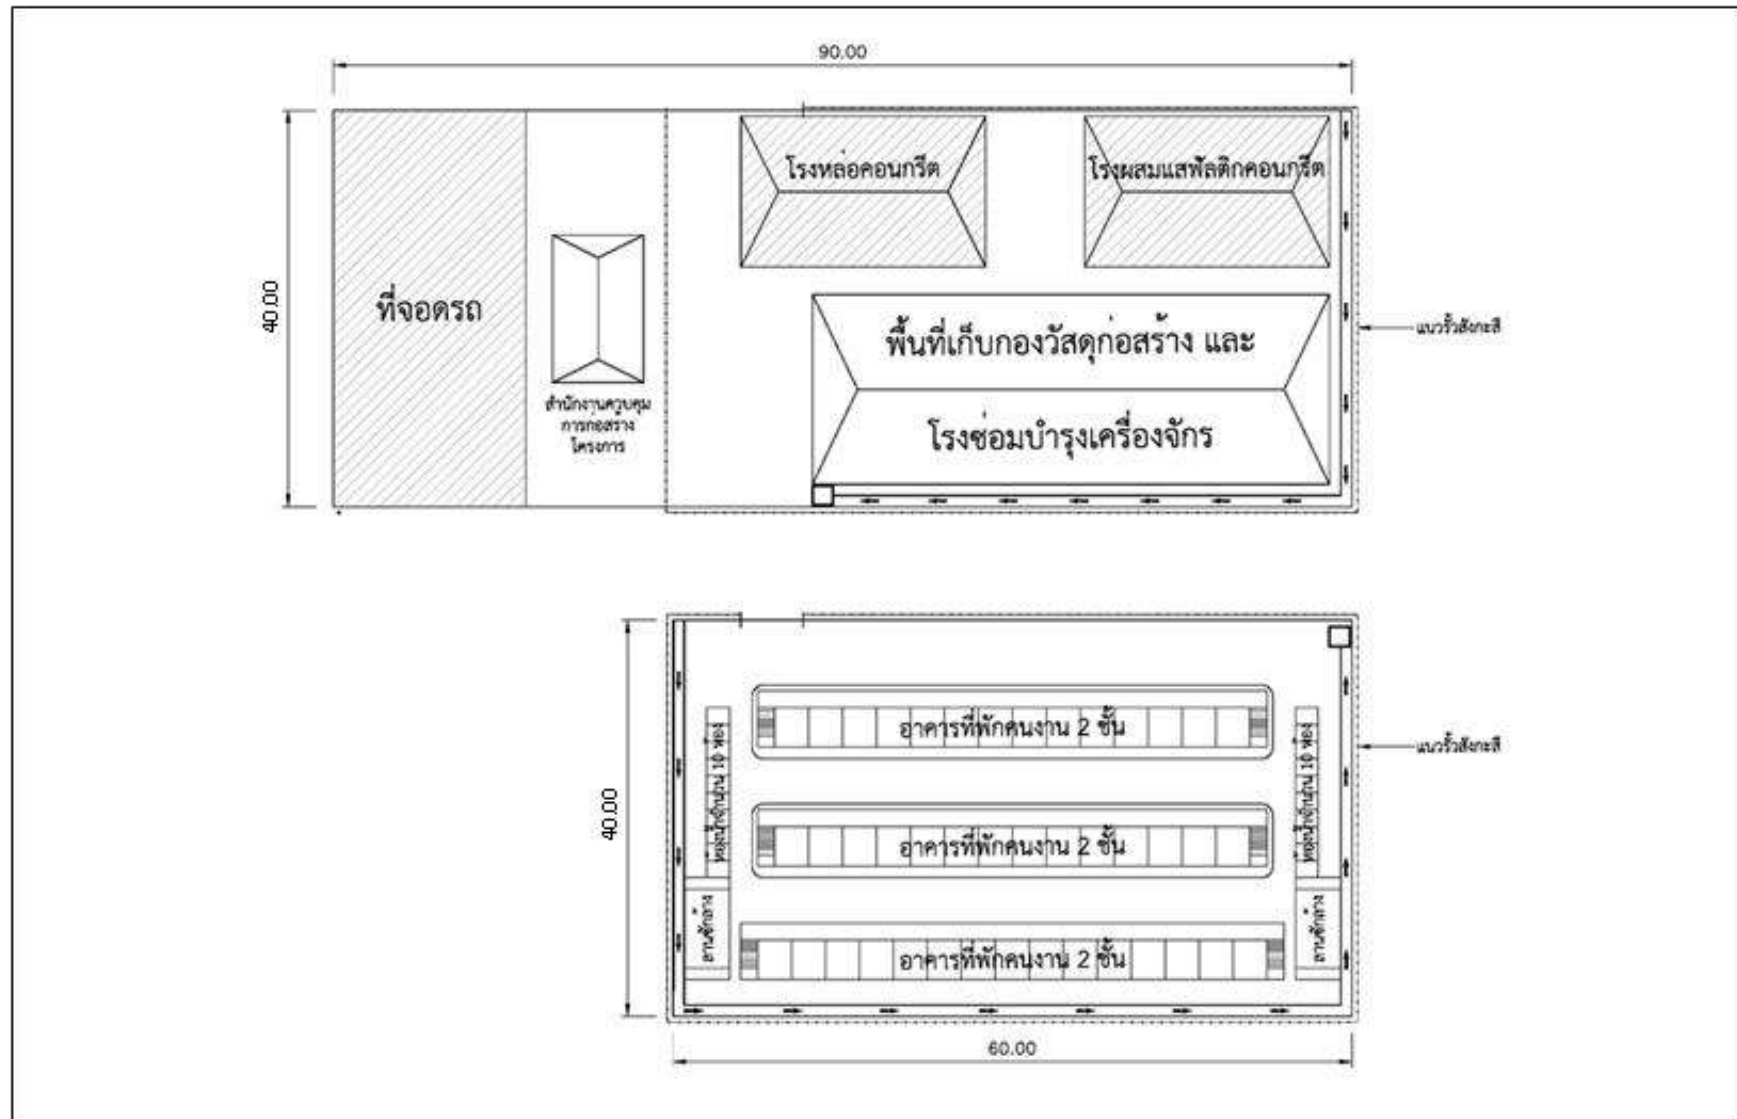 90.00
โรงหล่อคอนกรีต
โรงผสมแสฟัลติกคอนกรีต
40.00
ที่จอดรถ
พื้นที่เก็บกองวัสดุก่อสร้าง และ
โรงซ่อมบำรุงเครื่องจักร
แนวรั้วสังกะสี
สำนักงานควบคุม
การก่อสร้าง
โครงการ
40.00
อาคารที่พักคนงาน 2 ชั้น
อาคารที่พักคนงาน 2 ชั้น
อาคารที่พักคนงาน 2 ชั้น
ห้องน้ำจำนวน 10 ห้อง
ห้องน้ำจำนวน 10 ห้อง
ลานซักล้าง
ลานซักล้าง
แนวรั้วสังกะสี
60.00